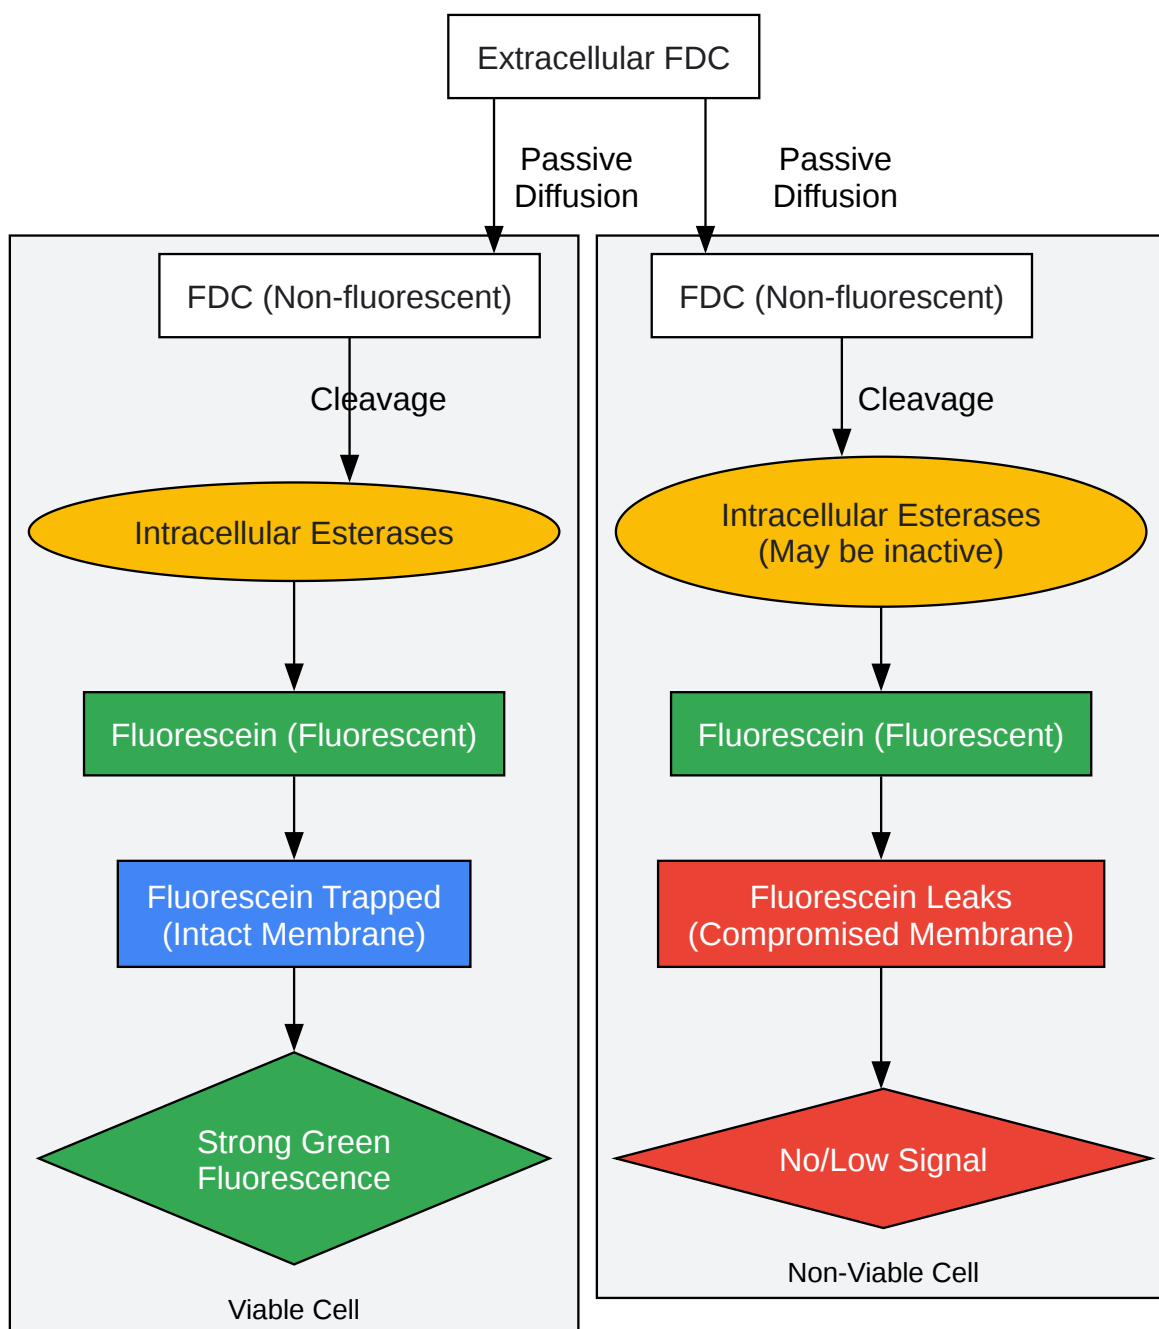 Extracellular FDC
Passive
Diffusion
Passive
Diffusion
FDC (Non-fluorescent)
Cleavage
Intracellular Esterases
Fluorescein (Fluorescent)
Fluorescein Trapped
(Intact Membrane)
Strong Green
Fluorescence
Viable Cell
FDC (Non-fluorescent)
Cleavage
Intracellular Esterases
(May be inactive)
Fluorescein (Fluorescent)
Fluorescein Leaks
(Compromised Membrane)
No/Low Signal
Non-Viable Cell